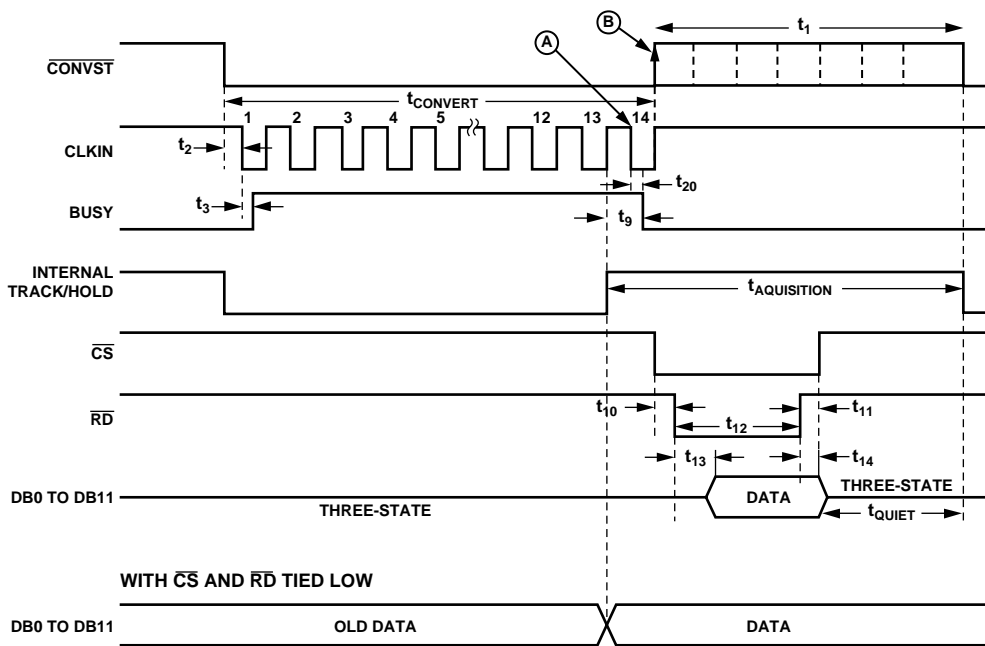 B
t1
A
CONVST
tCONVERT
1 2 3 4 5 12 13 14
t2
CLKIN
t20
t3
BUSY
t9
INTERNAL
TRACK/HOLD
tAQUISITION
CS
t10
t11
RD
t12
t13
t14
DB0 TO DB11
THREE-STATE
DATA
THREE-STATE
tQUIET
WITH CS AND RD TIED LOW
DB0 TO DB11
OLD DATA
DATA